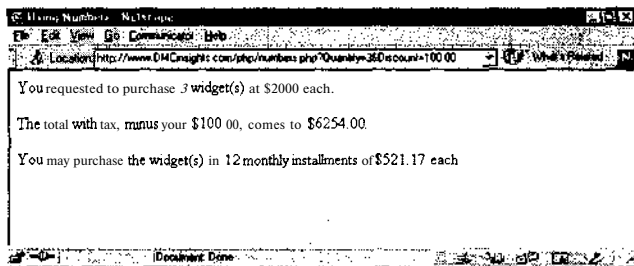 Using Numbers - Netscape
File Edit View Go Communicator Help
Location: http://www.DMCinsights.com/php/numbers.php?Quantity=3&Discount=100.00 What's Related
You requested to purchase 3 widget(s) at $2000 each.
The total with tax, minus your $100 00, comes to $6254.00.
You may purchase the widget(s) in 12 monthly installments of $521.17 each
Document: Done